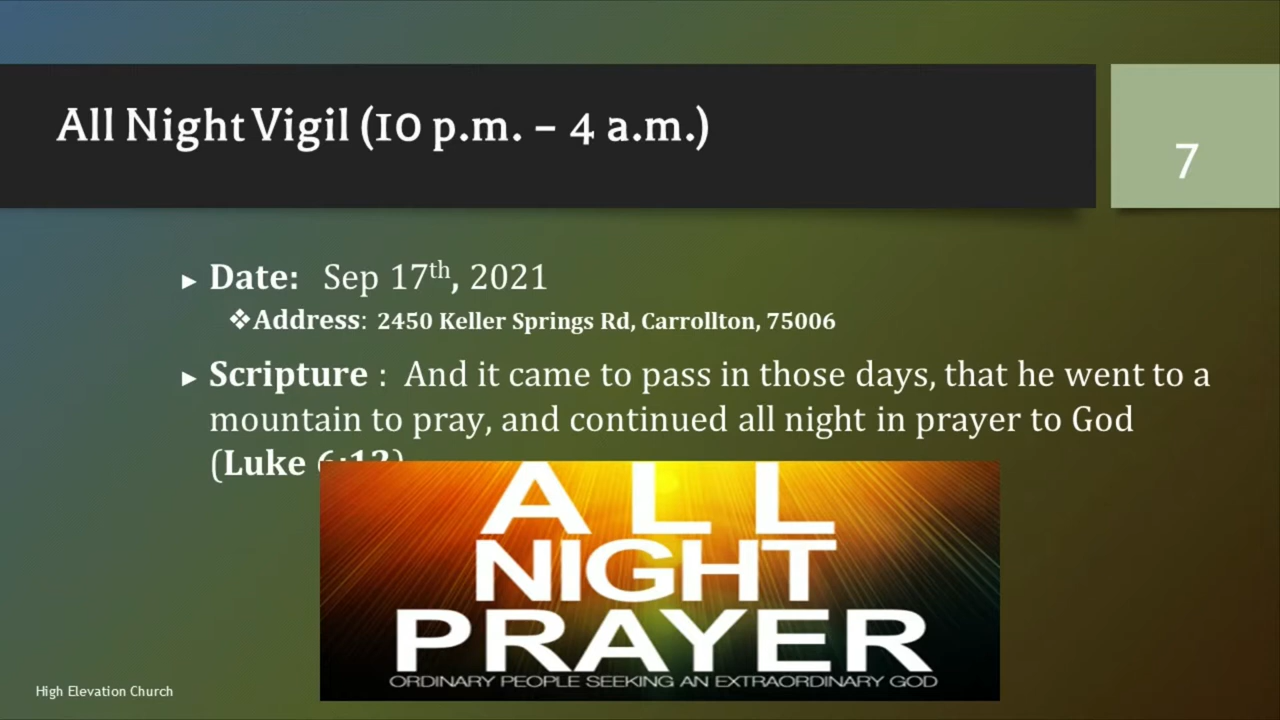 All Night Vigil (10 p.m. – 4 a.m.)
7
► Date: Sep 17th, 2021
❖Address: 2450 Keller Springs Rd, Carrollton, 75006
► Scripture : And it came to pass in those days, that he went to a
mountain to pray, and continued all night in prayer to God
(Luke 6:12)
ALL
NIGHT
PRAYER
ORDINARY PEOPLE SEEKING AN EXTRAORDINARY GOD
High Elevation Church